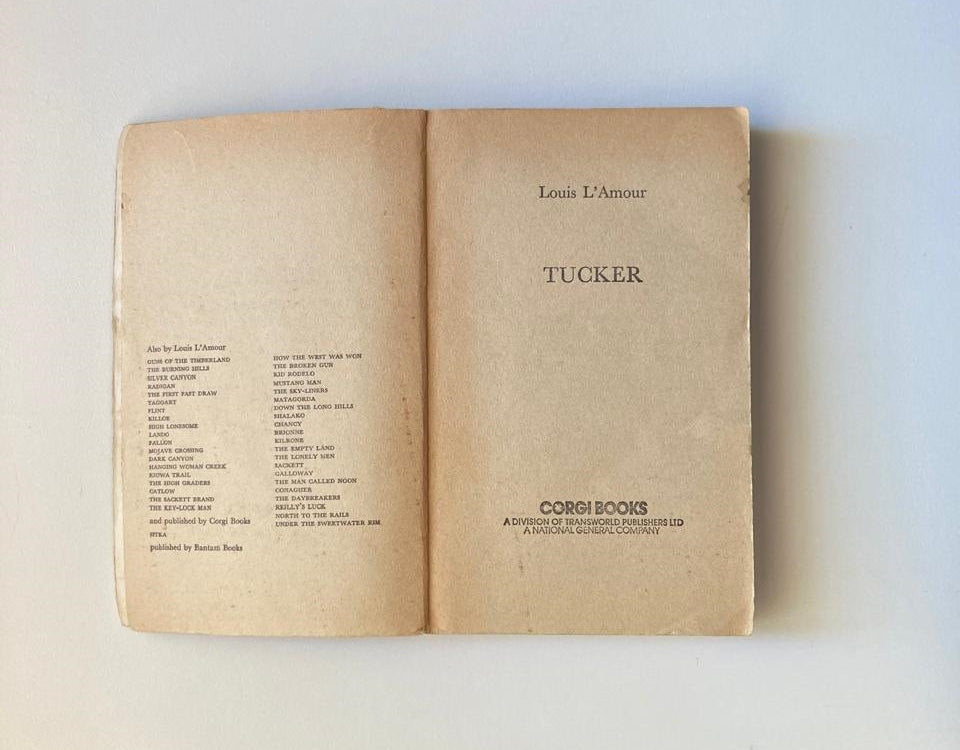 Also by Louis L'Amour
GUNS OF THE TIMBERLAND
THE BURNING HILLS
SILVER CANYON
RADIGAN
THE FIRST FAST DRAW
TAGGART
FLINT
KILLOE
HIGH LONESOME
LANDO
FALLON
MOJAVE CROSSING
DARK CANYON
HANGING WOMAN CREEK
KIOWA TRAIL
THE HIGH GRADERS
CATLOW
THE SACKETT BRAND
THE KEY-LOCK MAN
HOW THE WEST WAS WON
THE BROKEN GUN
KID RODELO
MUSTANG MAN
THE SKY-LINERS
MATAGORDA
DOWN THE LONG HILLS
SHALAKO
CHANCY
BRIONNE
KILRONE
THE EMPTY LAND
THE LONELY MEN
SACKETT
GALLOWAY
THE MAN CALLED NOON
CONAGHER
THE DAYBREAKERS
REILLY'S LUCK
NORTH TO THE RAILS
UNDER THE SWEETWATER RIM
and published by Corgi Books
SITKA
published by Bantam Books
Louis L'Amour
TUCKER
CORGI BOOKS
A DIVISION OF TRANSWORLD PUBLISHERS LTD
A NATIONAL GENERAL COMPANY